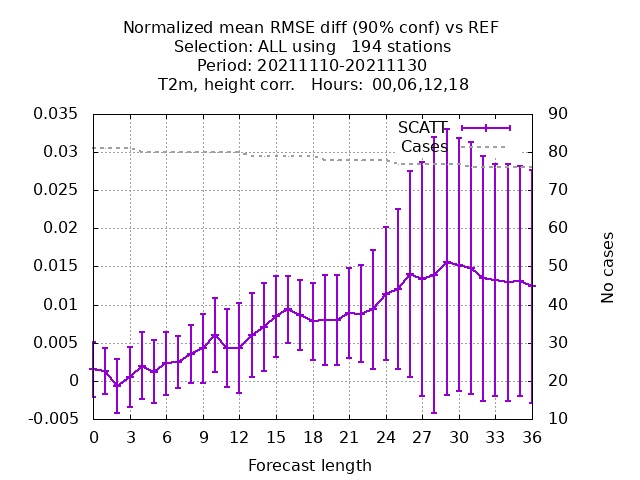 Normalized mean RMSE diff (90% conf) vs REF
Selection: ALL using   194 stations
Period: 20211110-20211130
T2m, height corr.   Hours:  00,06,12,18
SCATT
Cases
0.035
0.03
0.025
0.02
0.015
0.01
0.005
0
-0.005
90
80
70
60
50
40
30
20
10
No cases
0 3 6 9 12 15 18 21 24 27 30 33 36
Forecast length